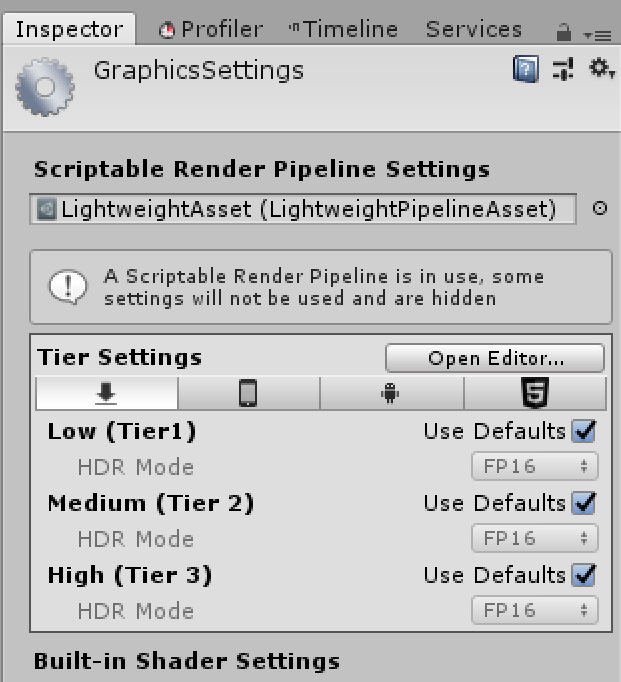 Inspector Profiler Timeline Services
GraphicsSettings
Scriptable Render Pipeline Settings
LightweightAsset (LightweightPipelineAsset)
A Scriptable Render Pipeline is in use, some
settings will not be used and are hidden
Tier Settings Open Editor...
Low (Tier1) Use Defaults
HDR Mode FP16
Medium (Tier 2) Use Defaults
HDR Mode FP16
High (Tier 3) Use Defaults
HDR Mode FP16
Built-in Shader Settings